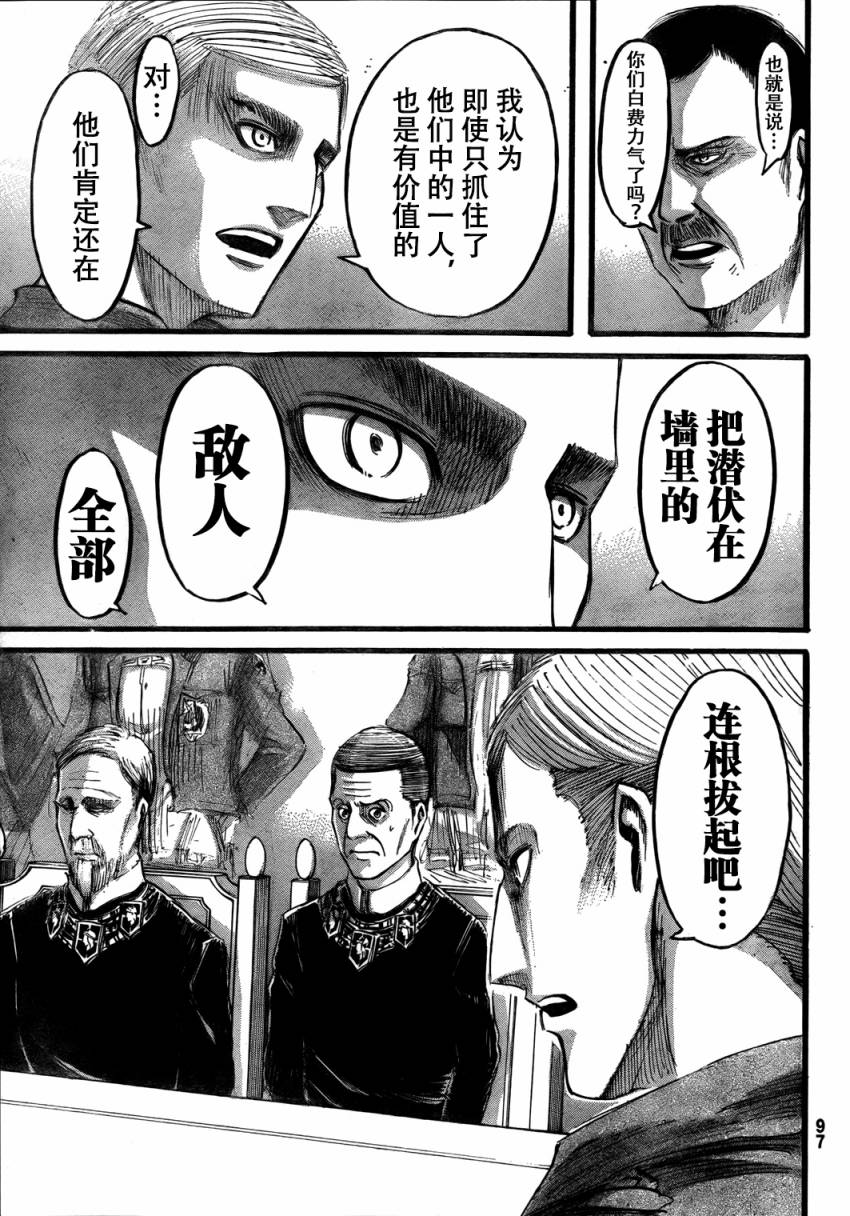 也就是说…
你们白费力气了吗？
我认为
即使只抓住了
他们中的一人，
也是有价值的
对…
他们肯定还在
把潜伏在
墙里的
敌人
全部
连根拔起吧…
97